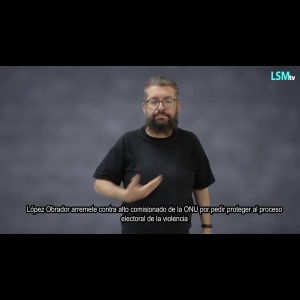 LSMtv
López Obrador arremete contra alto comisionado de la ONU por pedir proteger al proceso
electoral de la violencia